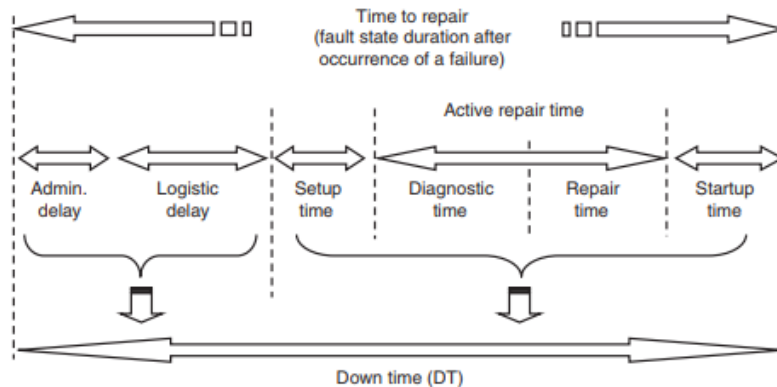 Time to repair
(fault state duration after
occurrence of a failure)
Active repair time
Admin.
delay
Logistic
delay
Setup
time
Diagnostic
time
Repair
time
Startup
time
Down time (DT)